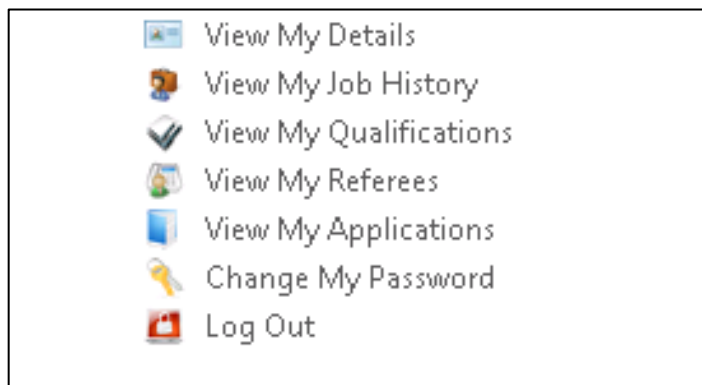 View My Details
View My Job History
View My Qualifications
View My Referees
View My Applications
Change My Password
Log Out